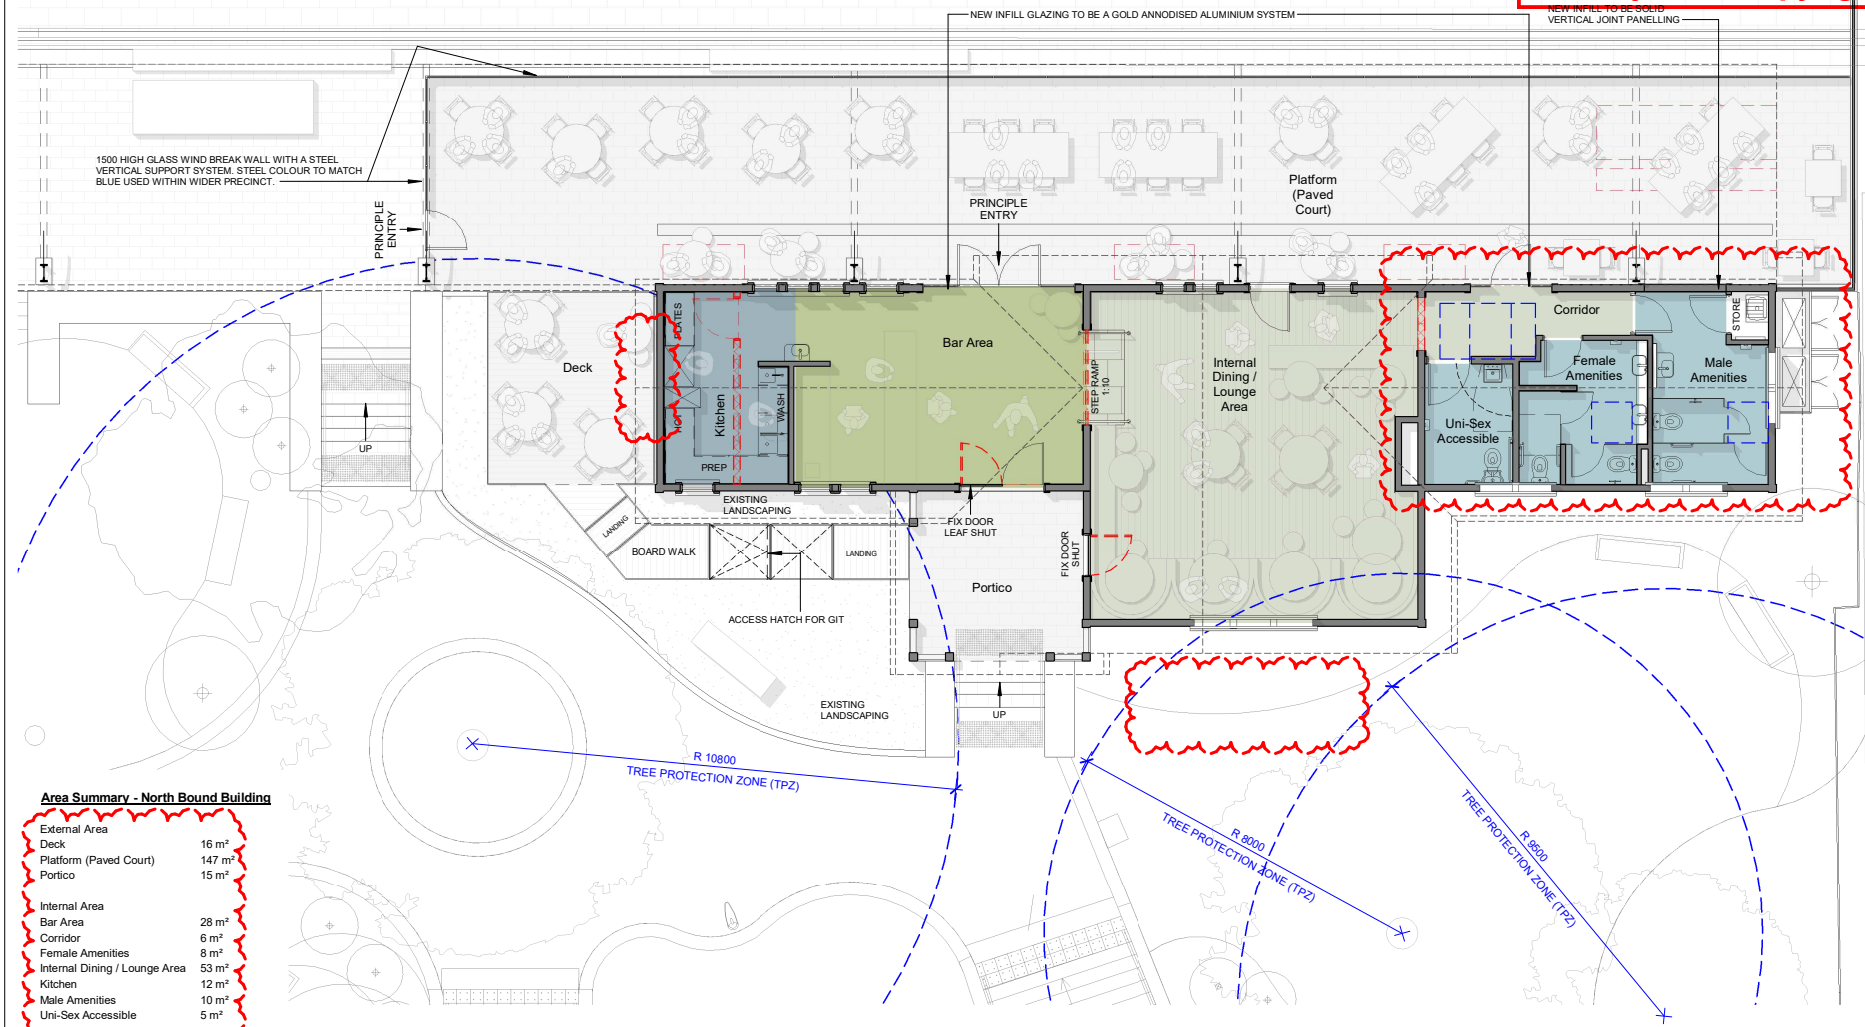 NEW INFILL GLAZING TO BE A GOLD ANNODISED ALUMINIUM SYSTEM
NEW INFILL TO BE SOLID
VERTICAL JOINT PANELLING
1500 HIGH GLASS WIND BREAK WALL WITH A STEEL
VERTICAL SUPPORT SYSTEM. STEEL COLOUR TO MATCH
BLUE USED WITHIN WIDER PRECINCT.
PRINCIPLE
ENTRY
PRINCIPLE
ENTRY
Platform
(Paved
Court)
PLATES
HOT
Kitchen
WASH
PREP
Bar Area
Deck
UP
STEP RAMP
1:10
Internal
Dining /
Lounge
Area
Corridor
STORE
Female
Amenities
Male
Amenities
Uni-Sex
Accessible
EXISTING
LANDSCAPING
LANDING
BOARD WALK
LANDING
FIX DOOR
LEAF SHUT
FIX DOOR
SHUT
Portico
ACCESS HATCH FOR GIT
EXISTING
LANDSCAPING
UP
R 10800
TREE PROTECTION ZONE (TPZ)
R 8000
TREE PROTECTION ZONE (TPZ)
R 9500
TREE PROTECTION ZONE (TPZ)
Area Summary - North Bound Building
External Area
Deck 16 m²
Platform (Paved Court) 147 m²
Portico 15 m²
Internal Area
Bar Area 28 m²
Corridor 6 m²
Female Amenities 8 m²
Internal Dining / Lounge Area 53 m²
Kitchen 12 m²
Male Amenities 10 m²
Uni-Sex Accessible 5 m²